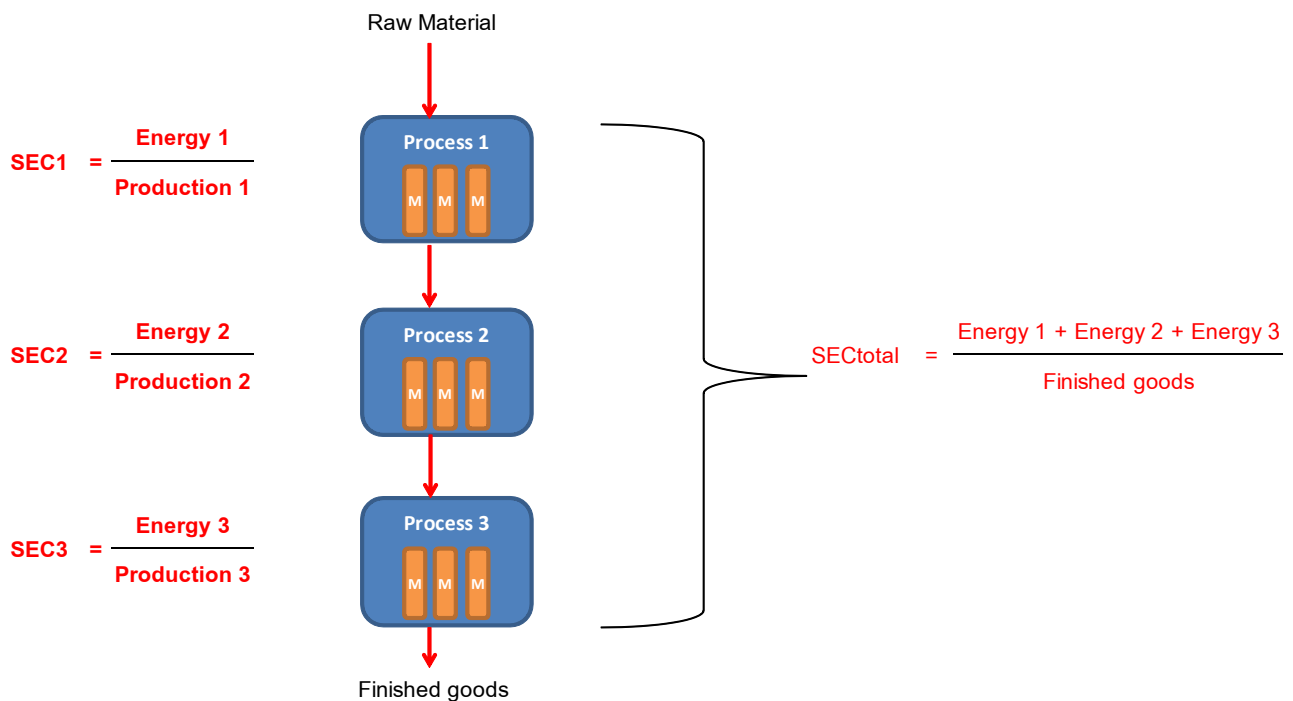 Raw Material
Process 1
M M M
SEC1 = Energy 1
Production 1
Process 2
M M M
SEC2 = Energy 2
Production 2
SECtotal = Energy 1 + Energy 2 + Energy 3
Finished goods
Process 3
M M M
SEC3 = Energy 3
Production 3
Finished goods